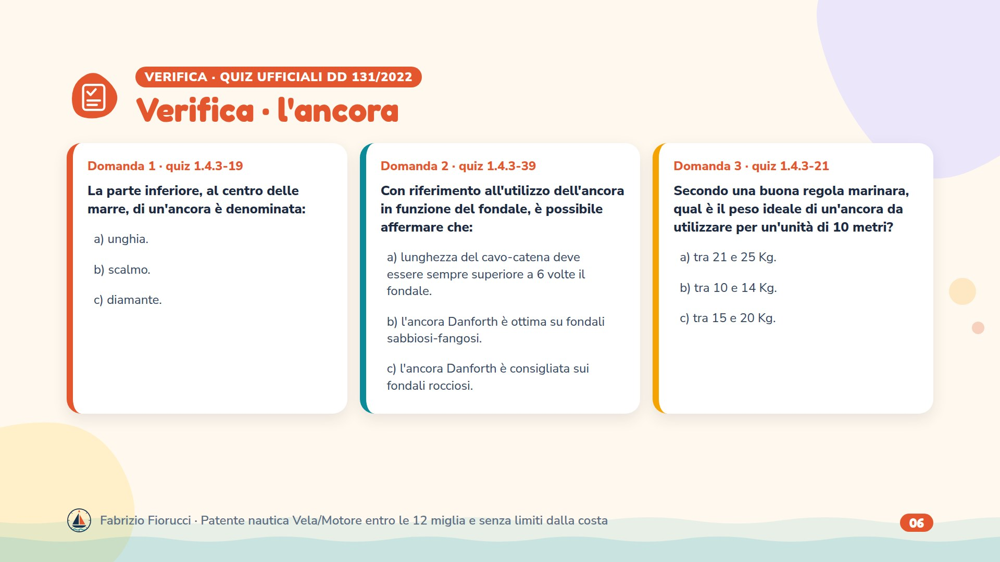 VERIFICA · QUIZ UFFICIALI DD 131/2022
Verifica · l'ancora
Domanda 1 · quiz 1.4.3-19
La parte inferiore, al centro delle
marre, di un'ancora è denominata:
a) unghia.
b) scalmo.
c) diamante.
Domanda 2 · quiz 1.4.3-39
Con riferimento all'utilizzo dell'ancora
in funzione del fondale, è possibile
affermare che:
a) lunghezza del cavo-catena deve
essere sempre superiore a 6 volte il
fondale.
b) l'ancora Danforth è ottima su fondali
sabbiosi-fangosi.
c) l'ancora Danforth è consigliata sui
fondali rocciosi.
Domanda 3 · quiz 1.4.3-21
Secondo una buona regola marinara,
qual è il peso ideale di un'ancora da
utilizzare per un'unità di 10 metri?
a) tra 21 e 25 Kg.
b) tra 10 e 14 Kg.
c) tra 15 e 20 Kg.
Fabrizio Fiorucci · Patente nautica Vela/Motore entro le 12 miglia e senza limiti dalla costa
06